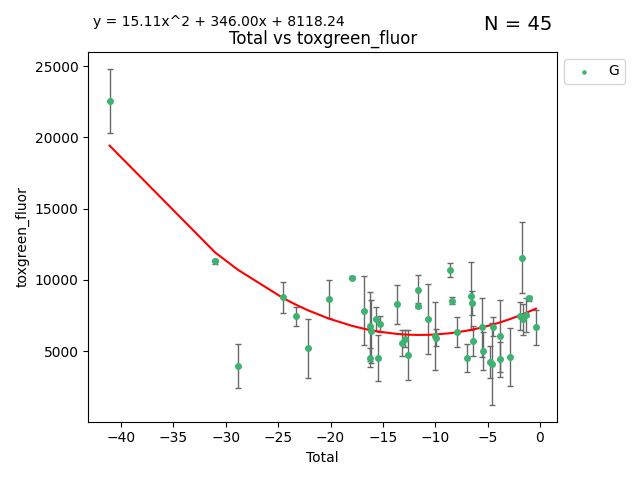 y = 15.11x^2 + 346.00x + 8118.24
N = 45
Total vs toxgreen_fluor
G
25000
20000
15000
10000
5000
toxgreen_fluor
−40 −35 −30 −25 −20 −15 −10 −5 0
Total